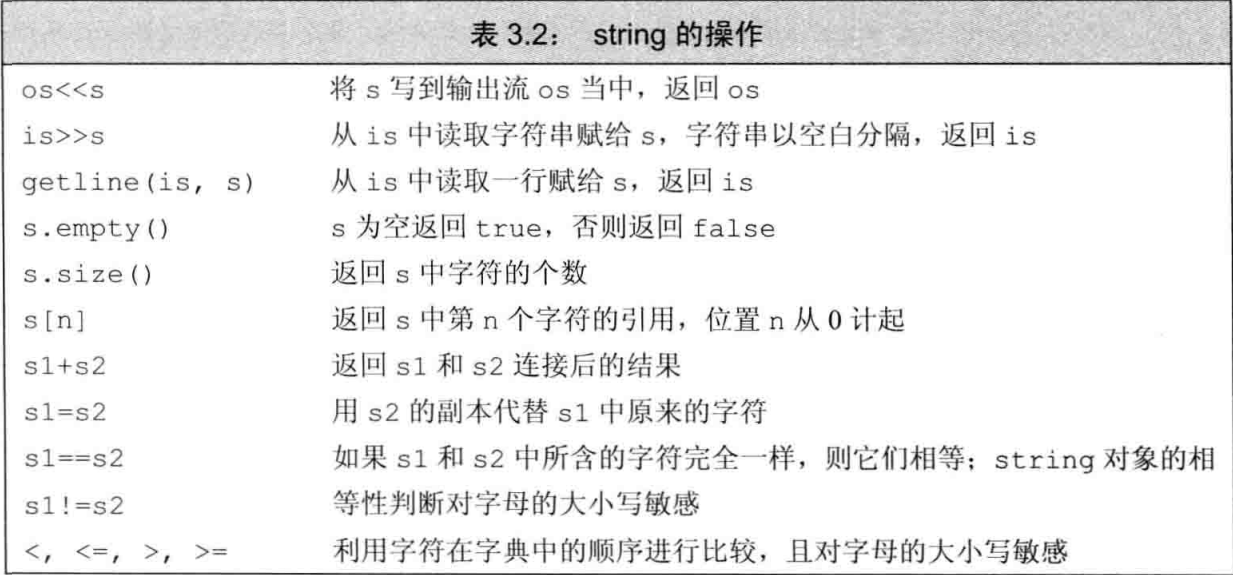 表 3.2： string 的操作
os<<s 将 s 写到输出流 os 当中，返回 os
is>>s 从 is 中读取字符串赋给 s，字符串以空白分隔，返回 is
getline(is, s) 从 is 中读取一行赋给 s，返回 is
s.empty() s 为空返回 true，否则返回 false
s.size() 返回 s 中字符的个数
s[n] 返回 s 中第 n 个字符的引用，位置 n 从 0 计起
s1+s2 返回 s1 和 s2 连接后的结果
s1=s2 用 s2 的副本代替 s1 中原来的字符
s1==s2 如果 s1 和 s2 中所含的字符完全一样，则它们相等；string 对象的相
s1!=s2 等性判断对字母的大小写敏感
<, <=, >, >= 利用字符在字典中的顺序进行比较，且对字母的大小写敏感